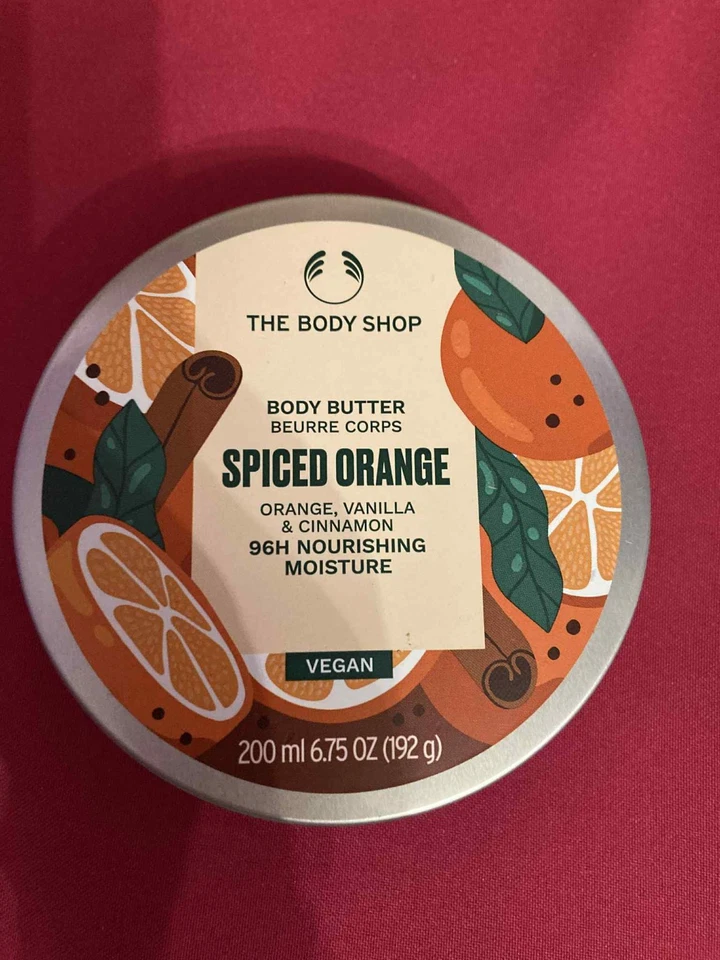 THE BODY SHOP
BODY BUTTER
BEURRE CORPS
SPICED ORANGE
ORANGE, VANILLA
& CINNAMON
96H NOURISHING
MOISTURE
VEGAN
200 ml 6.75 OZ (192 g)